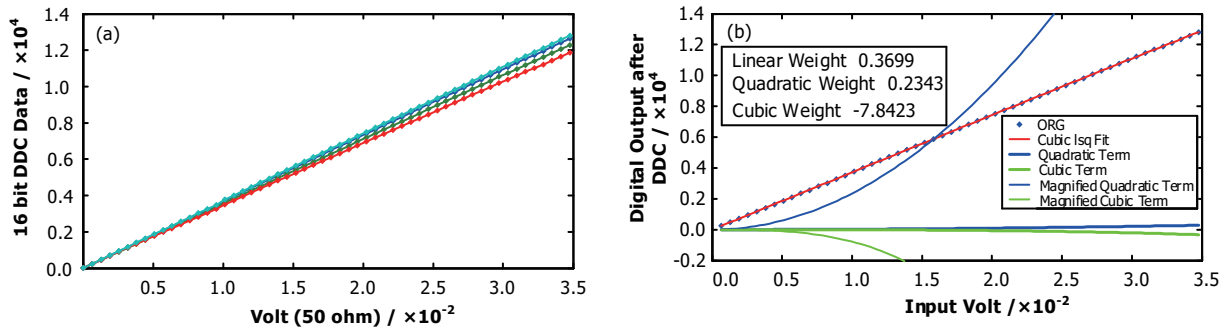 (a)
16 bit DDC Data / ×10⁴
1.4
1.2
1.0
0.8
0.6
0.4
0.2
0.0
0.5
1.0
1.5
2.0
2.5
3.0
3.5
Volt (50 ohm) / ×10⁻²
(b)
Digital Output after
DDC / ×10⁴
1.4
1.2
1.0
0.8
0.6
0.4
0.2
0.0
-0.2
Linear Weight 0.3699
Quadratic Weight 0.2343
Cubic Weight -7.8423
ORG
Cubic lsq Fit
Quadratic Term
Cubic Term
Magnified Quadratic Term
Magnified Cubic Term
0.0
0.5
1.0
1.5
2.0
2.5
3.0
3.5
Input Volt /×10⁻²